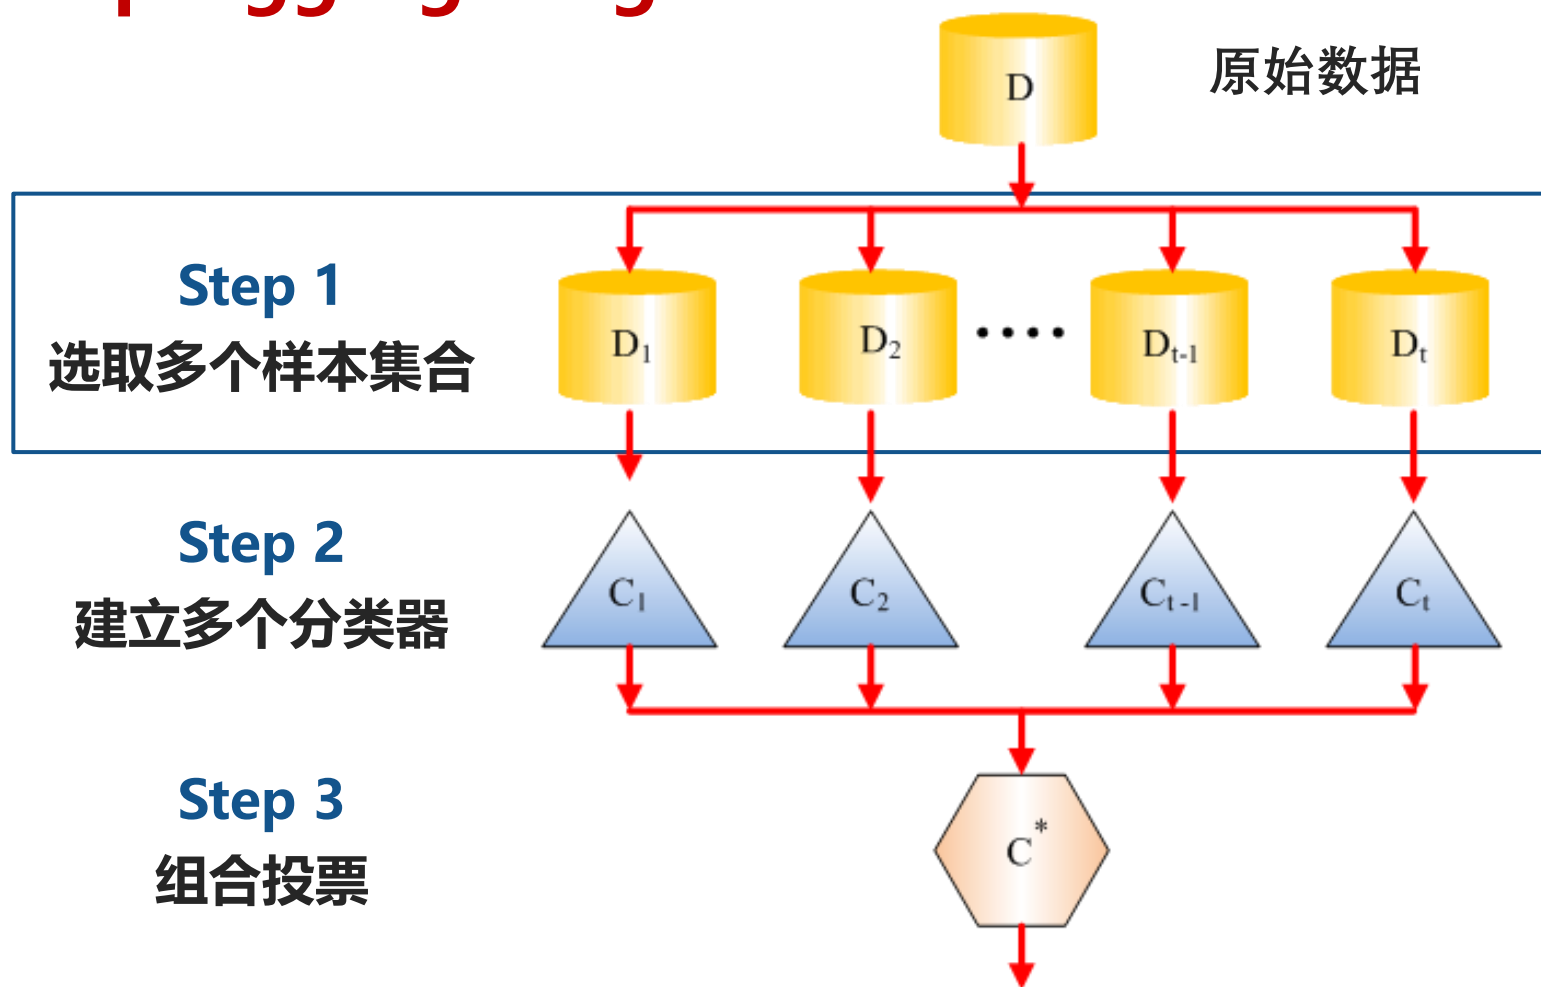 D
原始数据
Step 1
选取多个样本集合
D₁
D₂
····
Dt-1
Dt
Step 2
建立多个分类器
C₁
C₂
Ct-1
Ct
Step 3
组合投票
C*